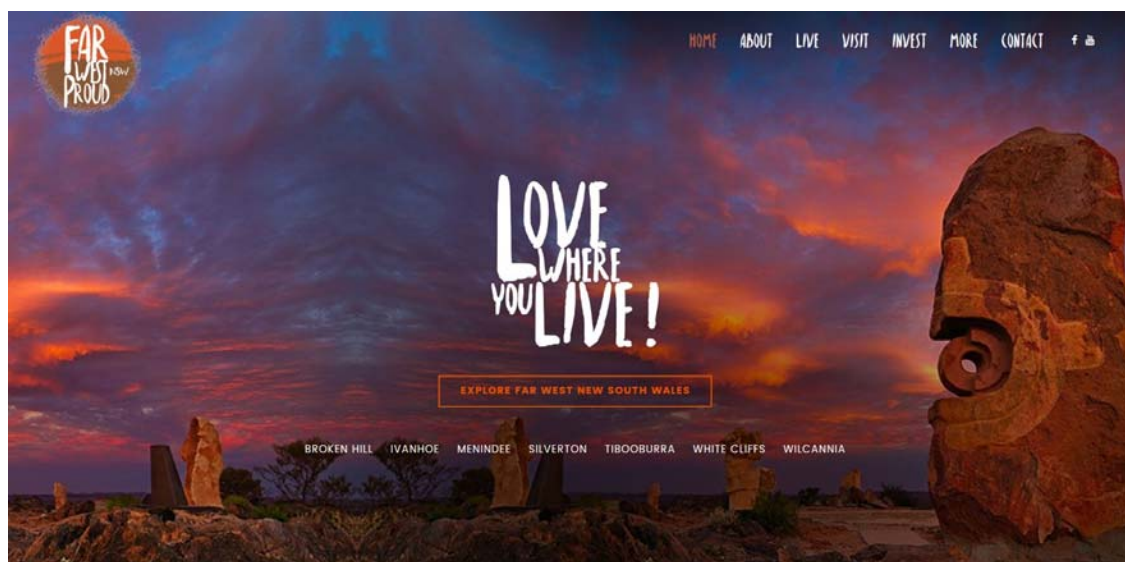 FAR
WEST NSW
PROUD
HOME ABOUT LIVE VISIT INVEST MORE CONTACT
LOVE
WHERE
YOU LIVE!
EXPLORE FAR WEST NEW SOUTH WALES
BROKEN HILL IVANHOE MENINDEE SILVERTON TIBOOBURRA WHITE CLIFFS WILCANNIA